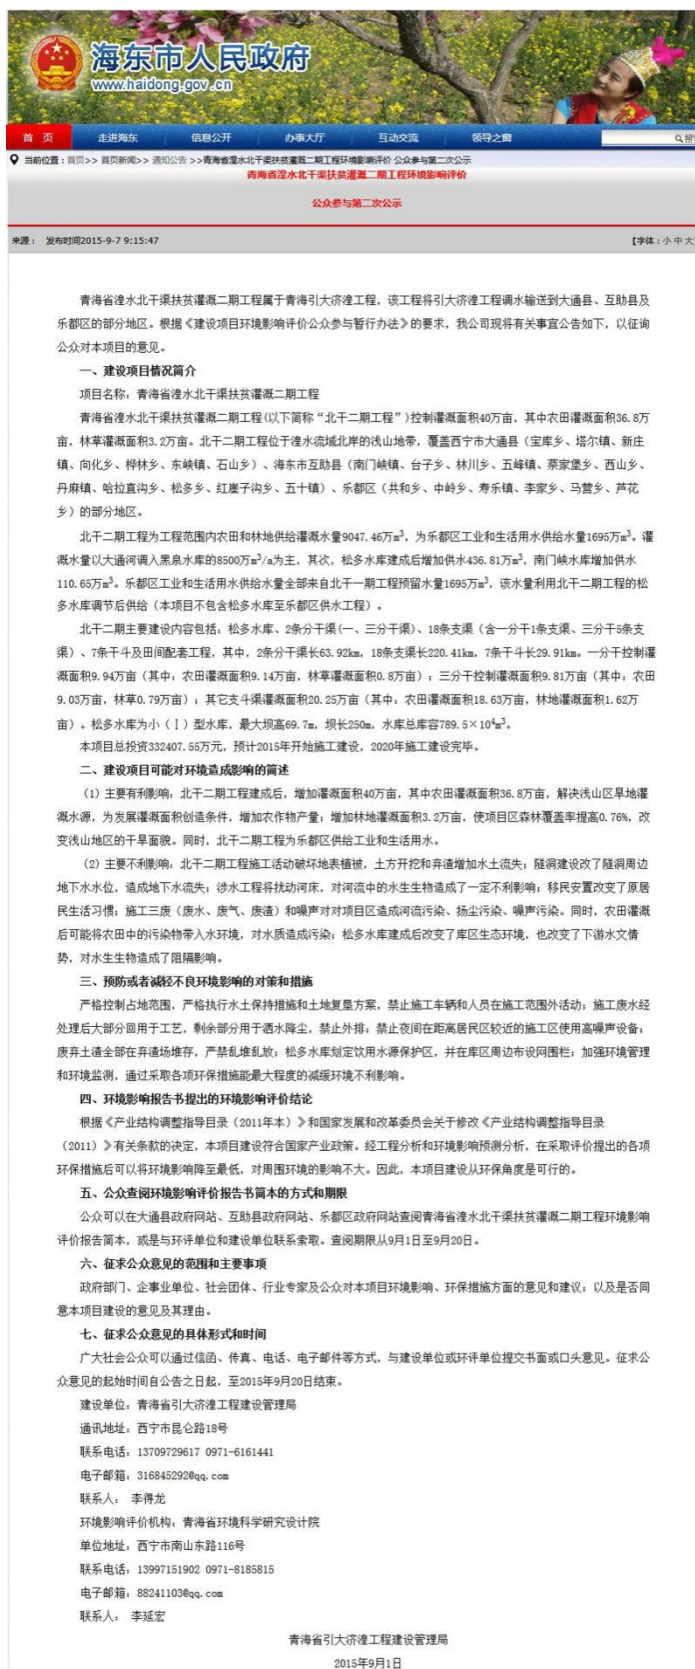 海东市人民政府
www.haidong.gov.cn
首 页 走进海东 信息公开 办事大厅 互动交流 领导之窗
当前位置：首页>> 首页新闻>> 通知公告 >>青海省湟水北干渠扶贫灌溉二期工程环境影响评价 公众参与第二次公示
青海省湟水北干渠扶贫灌溉二期工程环境影响评价
公众参与第二次公示
来源： 发布时间2015-9-7 9:15:47 【字体：小 中 大
青海省湟水北干渠扶贫灌溉二期工程属于青海引大济湟工程，该工程将引大济湟工程调水输送到大通县、互助县及
乐都区的部分地区。根据《建设项目环境影响评价公众参与暂行办法》的要求，我公司现将有关事宜公告如下，以征询
公众对本项目的意见。
一、建设项目情况简介
项目名称：青海省湟水北干渠扶贫灌溉二期工程
青海省湟水北干渠扶贫灌溉二期工程(以下简称“北干二期工程”)控制灌溉面积40万亩，其中农田灌溉面积36.8万
亩，林草灌溉面积3.2万亩。北干二期工程位于湟水流域北岸的浅山地带，覆盖西宁市大通县（宝库乡、塔尔镇、新庄
镇、向化乡、桦林乡、东峡镇、石山乡）、海东市互助县（南门峡镇、台子乡、林川乡、五峰镇、蔡家堡乡、西山乡、
丹麻镇、哈拉直沟乡、松多乡、红崖子沟乡、五十镇）、乐都区（共和乡、中岭乡、寿乐镇、李家乡、马营乡、芦花
乡）的部分地区。
北干二期工程为工程范围内农田和林地供给灌溉水量9047.46万m³，为乐都区工业和生活用水供给水量1695万m³。灌
溉水量以大通河调入黑泉水库的8500万m³/a为主，其次，松多水库建成后增加供水436.81万m³，南门峡水库增加供水
110.65万m³。乐都区工业和生活用水供给水量全部来自北干一期工程预留水量1695万m³，该水量利用北干二期工程的松
多水库调节后供给（本项目不包含松多水库至乐都区供水工程）。
北干二期主要建设内容包括：松多水库、2条分干渠(一、三分干渠)、18条支渠（含一分干1条支渠、三分干5条支
渠）、7条干斗及田间配套工程，其中，2条分干渠长63.92km，18条支渠长220.41km，7条干斗长29.91km。一分干控制灌
溉面积9.94万亩（其中：农田灌溉面积9.14万亩，林草灌溉面积0.8万亩）；三分干控制灌溉面积9.81万亩（其中：农田
9.03万亩，林草0.79万亩）；其它支斗渠灌溉面积20.25万亩（其中：农田灌溉面积18.63万亩，林地灌溉面积1.62万
亩）。松多水库为小（Ⅰ）型水库，最大坝高69.7m，坝长250m，水库总库容789.5×10⁴m³。
本项目总投资332407.55万元，预计2015年开始施工建设，2020年施工建设完毕。
二、建设项目可能对环境造成影响的简述
（1）主要有利影响：北干二期工程建成后，增加灌溉面积40万亩，其中农田灌溉面积36.8万亩，解决浅山区旱地灌
溉水源，为发展灌溉面积创造条件，增加农作物产量；增加林地灌溉面积3.2万亩，使项目区森林覆盖率提高0.76%，改
变浅山地区的干旱面貌。同时，北干二期工程为乐都区供给工业和生活用水。
（2）主要不利影响：北干二期工程施工活动破坏地表植被，土方开挖和弃渣增加水土流失；隧洞建设改了隧洞周边
地下水水位，造成地下水流失；涉水工程将扰动河床，对河流中的水生生物造成了一定不利影响；移民安置改变了原居
民生活习惯；施工三废（废水、废气、废渣）和噪声对对项目区造成河流污染、扬尘污染、噪声污染。同时，农田灌溉
后可能将农田中的污染物带入水环境，对水质造成污染；松多水库建成后改变了库区生态环境，也改变了下游水文情
势，对水生生物造成了阻隔影响。
三、预防或者减轻不良环境影响的对策和措施
严格控制占地范围，严格执行水土保持措施和土地复垦方案，禁止施工车辆和人员在施工范围外活动；施工废水经
处理后大部分回用于工艺，剩余部分用于洒水降尘，禁止外排；禁止夜间在距离居民区较近的施工区使用高噪声设备；
废弃土渣全部在弃渣场堆存，严禁乱堆乱放；松多水库划定饮用水源保护区，并在库区周边布设网围栏；加强环境管理
和环境监测，通过采取各项环保措施能最大程度的减缓环境不利影响。
四、环境影响报告书提出的环境影响评价结论
根据《产业结构调整指导目录（2011年本）》和国家发展和改革委员会关于修改《产业结构调整指导目录
（2011）》有关条款的决定，本项目建设符合国家产业政策。经工程分析和环境影响预测分析，在采取评价提出的各项
环保措施后可以将环境影响降至最低，对周围环境的影响不大。因此，本项目建设从环保角度是可行的。
五、公众查阅环境影响评价报告书简本的方式和期限
公众可以在大通县政府网站、互助县政府网站、乐都区政府网站查阅青海省湟水北干渠扶贫灌溉二期工程环境影响
评价报告简本，或是与环评单位和建设单位联系索取。查阅期限从9月1日至9月20日。
六、征求公众意见的范围和主要事项
政府部门、企事业单位、社会团体、行业专家及公众对本项目环境影响、环保措施方面的意见和建议；以及是否同
意本项目建设的意见及其理由。
七、征求公众意见的具体形式和时间
广大社会公众可以通过信函、传真、电话、电子邮件等方式，与建设单位或环评单位提交书面或口头意见。征求公
众意见的起始时间自公告之日起，至2015年9月20日结束。
建设单位：青海省引大济湟工程建设管理局
通讯地址：西宁市昆仑路18号
联系电话：13709729617 0971-6161441
电子邮箱：316845292@qq.com
联系人： 李得龙
环境影响评价机构：青海省环境科学研究设计院
单位地址：西宁市南山东路116号
联系电话：13997151902 0971-8185815
电子邮箱：88241103@qq.com
联系人： 李延宏
青海省引大济湟工程建设管理局
2015年9月1日